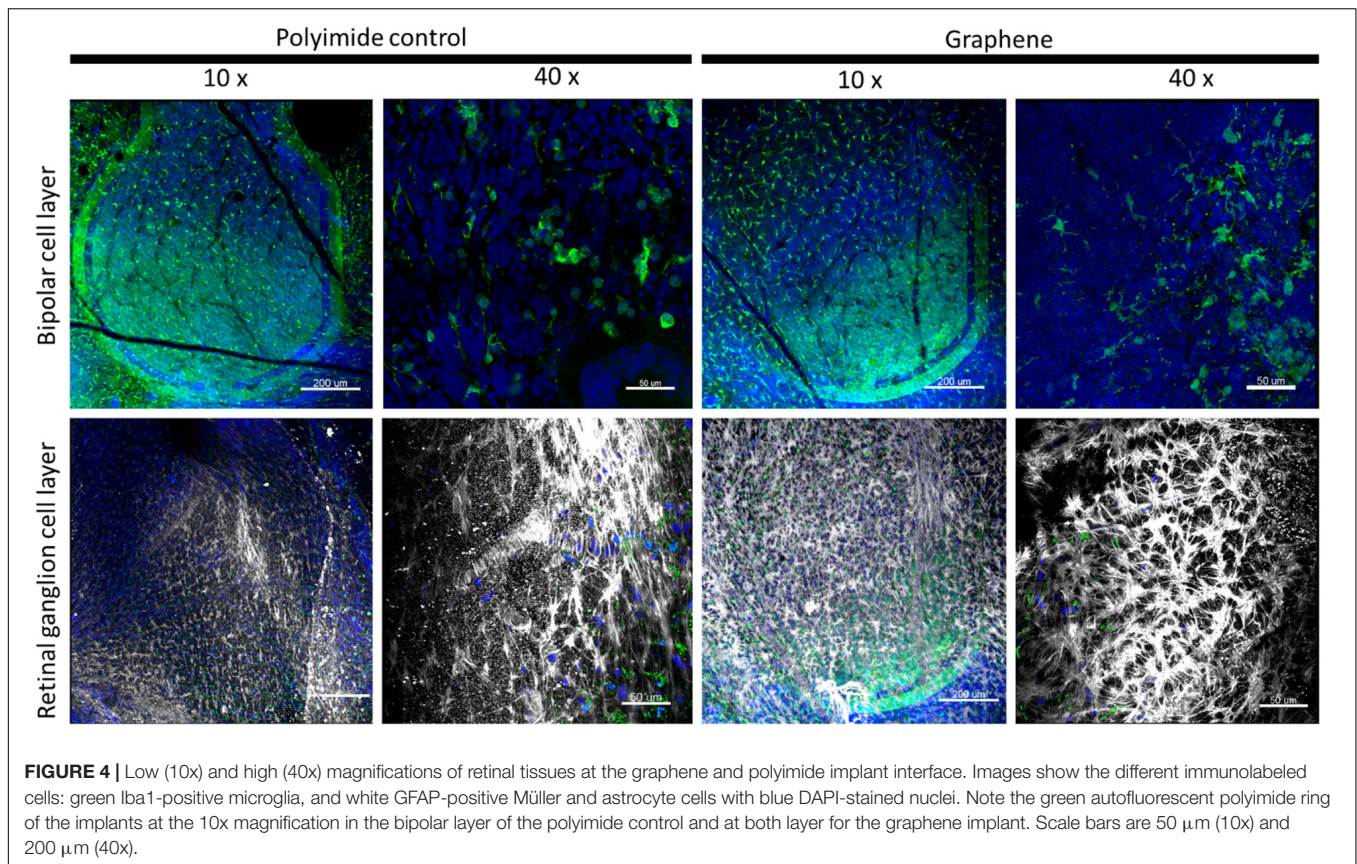 Polyimide control
Graphene
10 x
40 x
10 x
40 x
Bipolar cell layer
200 um
50 um
200 um
50 um
Retinal ganglion cell layer
50 um
200 um
50 um
FIGURE 4 | Low (10x) and high (40x) magnifications of retinal tissues at the graphene and polyimide implant interface. Images show the different immunolabeled
cells: green Iba1-positive microglia, and white GFAP-positive Müller and astrocyte cells with blue DAPI-stained nuclei. Note the green autofluorescent polyimide ring
of the implants at the 10x magnification in the bipolar layer of the polyimide control and at both layer for the graphene implant. Scale bars are 50 μm (10x) and
200 μm (40x).